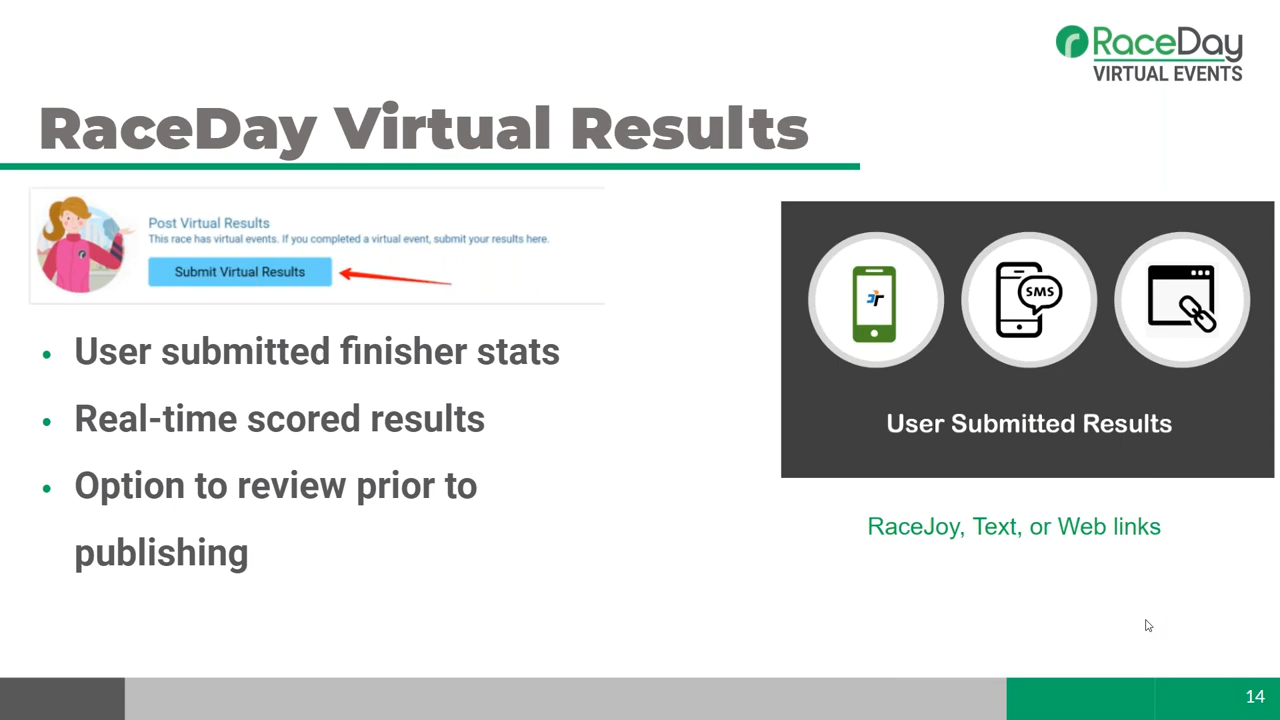 RaceDay
VIRTUAL EVENTS
RaceDay Virtual Results
Post Virtual Results
This race has virtual events. If you completed a virtual event, submit your results here.
Submit Virtual Results
• User submitted finisher stats
• Real-time scored results
• Option to review prior to
publishing
SMS
User Submitted Results
RaceJoy, Text, or Web links
14